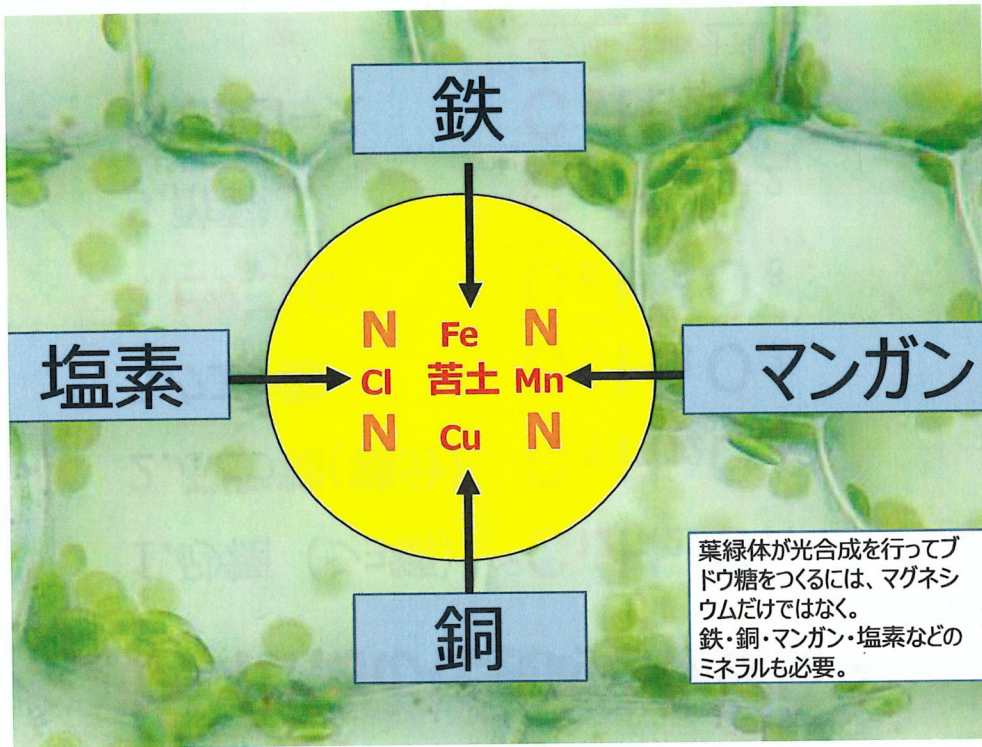 鉄
N Fe N
塩素
Cl 苦土 Mn
マンガン
N Cu N
銅
葉緑体が光合成を行ってブ
ドウ糖をつくるには、マグネシ
ウムだけではなく。
鉄・銅・マンガン・塩素などの
ミネラルも必要。